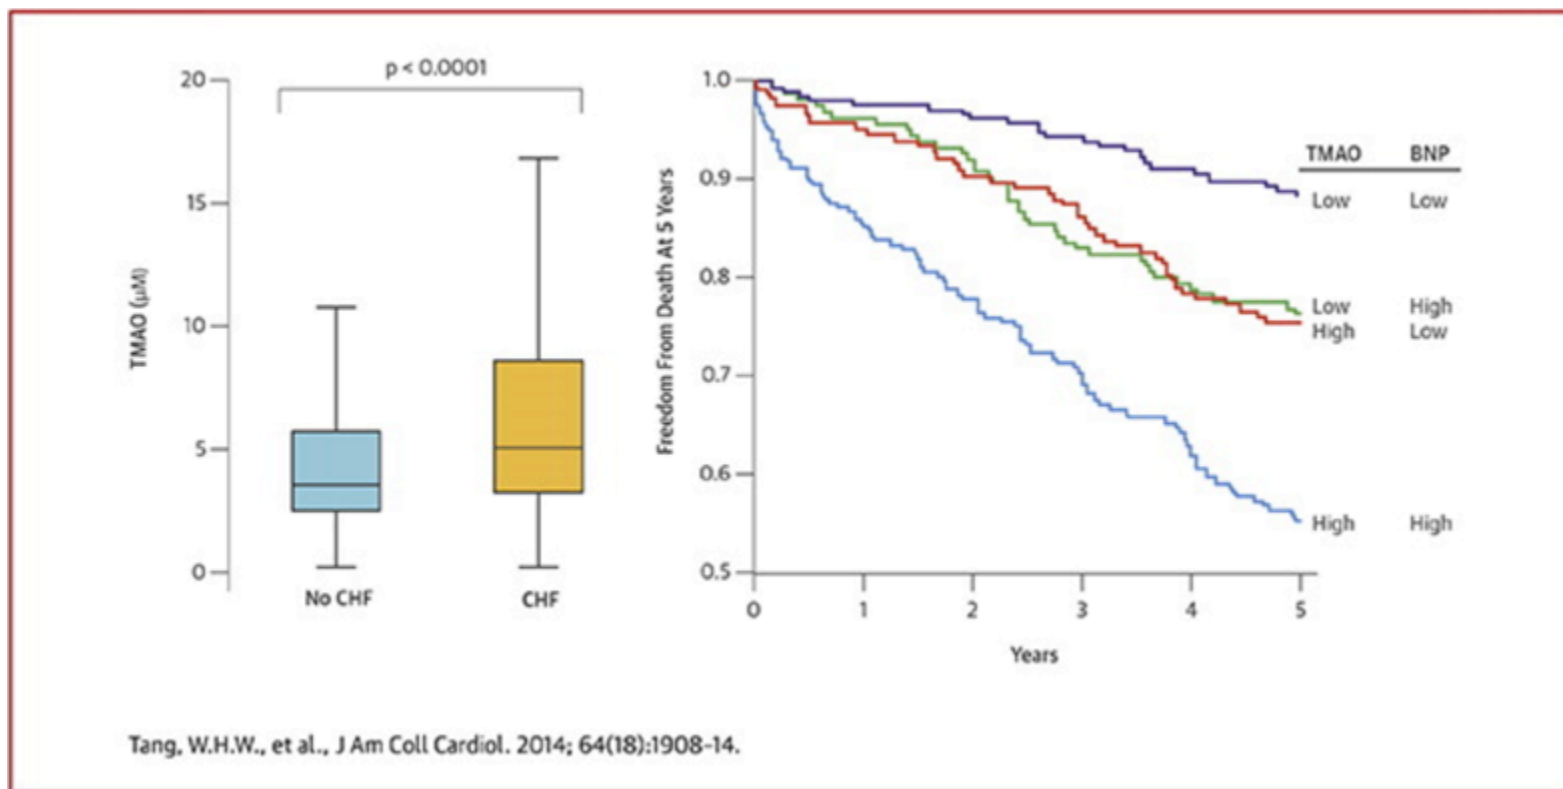 p < 0.0001
20
15
10
5
0
TMAO (µM)
No CHF
CHF
1.0
0.9
0.8
0.7
0.6
0.5
Freedom From Death At 5 Years
0 1 2 3 4 5
Years
TMAO BNP
Low Low
Low High
High Low
High High
Tang, W.H.W., et al., J Am Coll Cardiol. 2014; 64(18):1908-14.